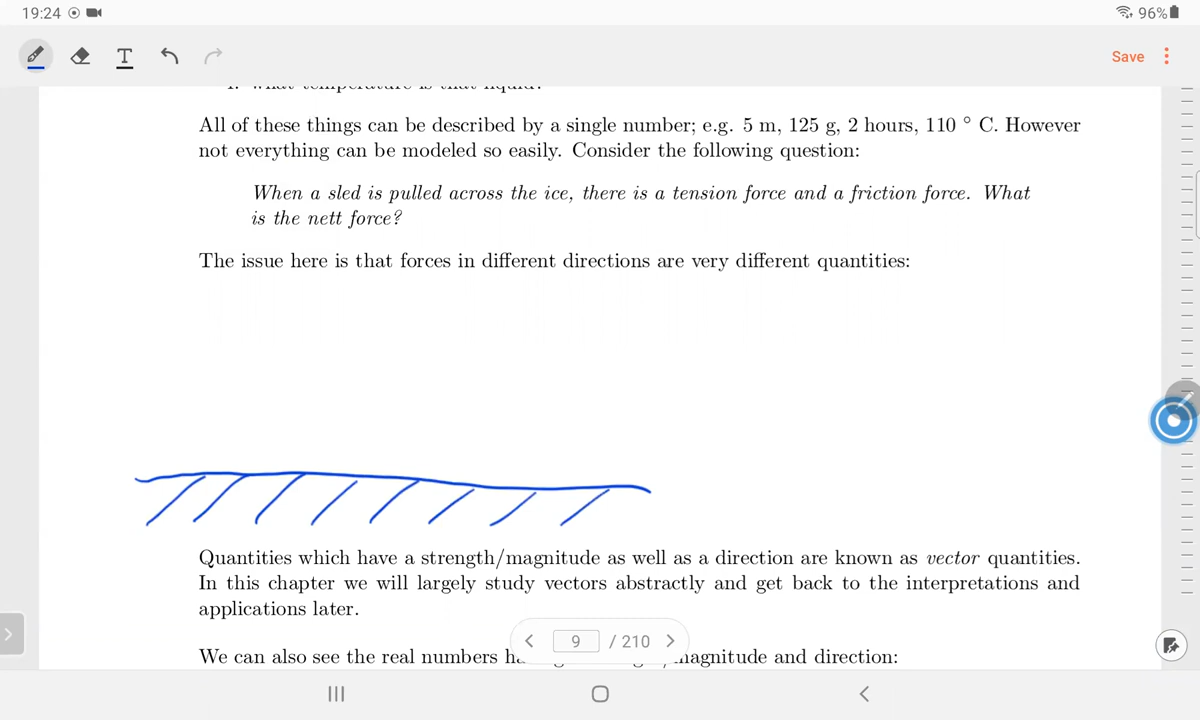 19:24 96%
T Save
All of these things can be described by a single number; e.g. 5 m, 125 g, 2 hours, 110 ° C. However
not everything can be modeled so easily. Consider the following question:
When a sled is pulled across the ice, there is a tension force and a friction force. What
is the nett force?
The issue here is that forces in different directions are very different quantities:
Quantities which have a strength/magnitude as well as a direction are known as vector quantities.
In this chapter we will largely study vectors abstractly and get back to the interpretations and
applications later.
9 / 210
We can also see the real numbers magnitude and direction: